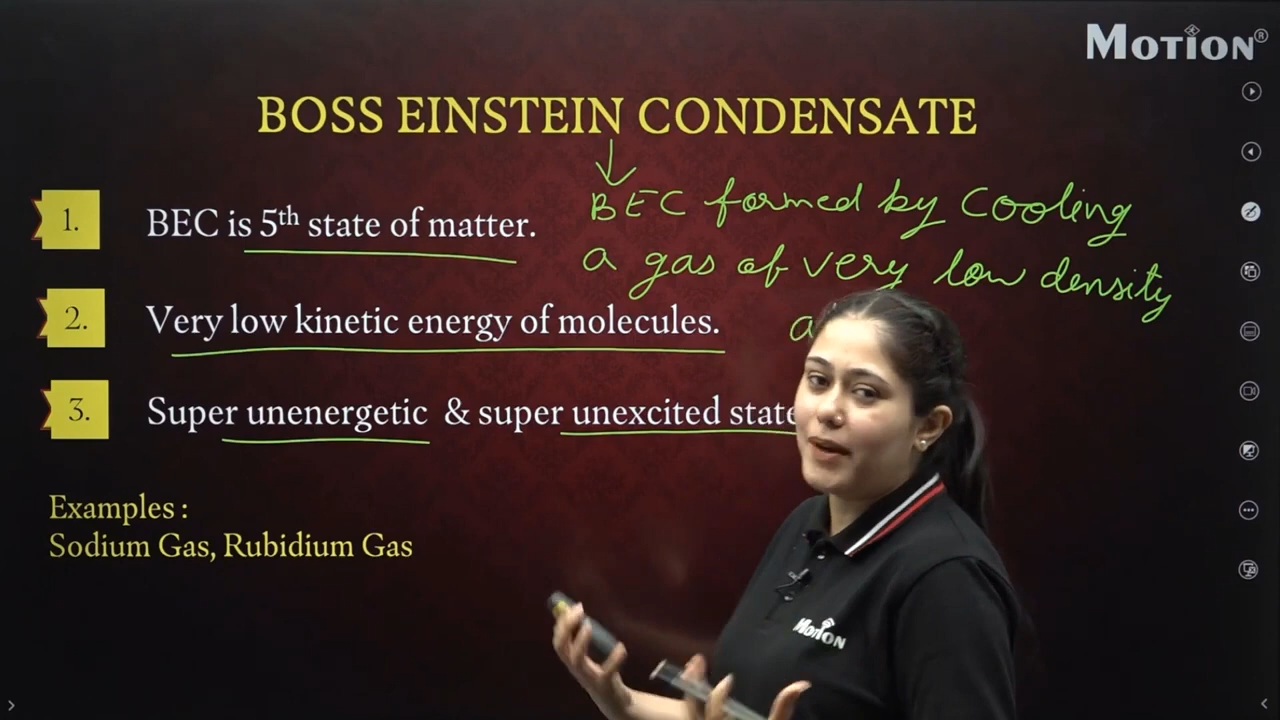 MOTION®
BOSS EINSTEIN CONDENSATE
BEC formed by Cooling
a gas of very low density
a
1.
BEC is 5th state of matter.
2.
Very low kinetic energy of molecules.
3.
Super unenergetic & super unexcited state
Examples :
Sodium Gas, Rubidium Gas
MOTION